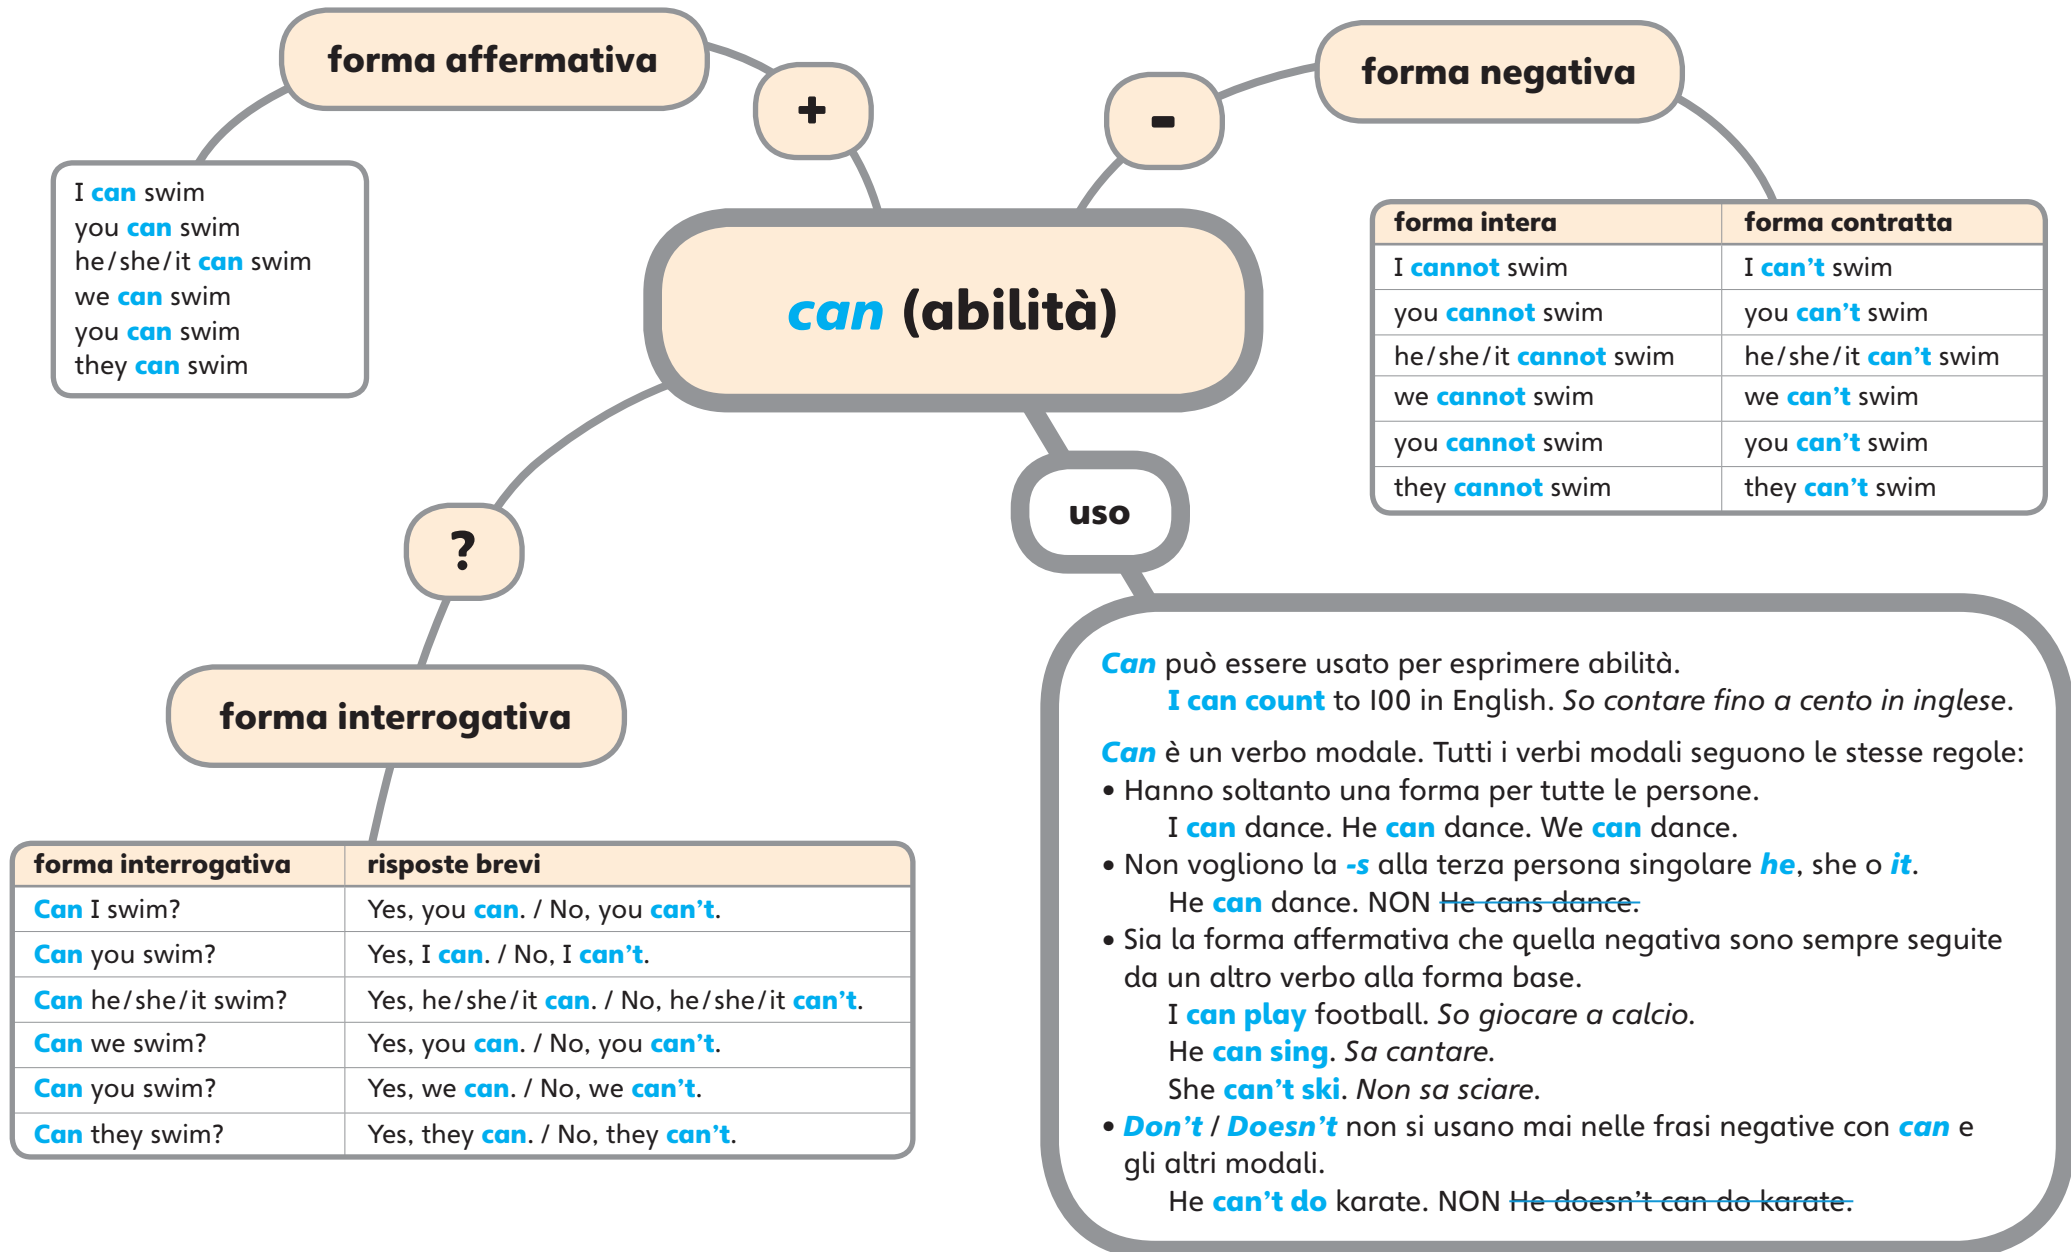 forma affermativa
+
I can swim
you can swim
he/she/it can swim
we can swim
you can swim
they can swim
-
forma negativa
forma intera forma contratta
I cannot swim I can't swim
you cannot swim you can't swim
he/she/it cannot swim he/she/it can't swim
we cannot swim we can't swim
you cannot swim you can't swim
they cannot swim they can't swim
can (abilità)
?
forma interrogativa
forma interrogativa risposte brevi
Can I swim? Yes, you can. / No, you can't.
Can you swim? Yes, I can. / No, I can't.
Can he/she/it swim? Yes, he/she/it can. / No, he/she/it can't.
Can we swim? Yes, you can. / No, you can't.
Can you swim? Yes, we can. / No, we can't.
Can they swim? Yes, they can. / No, they can't.
uso
Can può essere usato per esprimere abilità.
I can count to 100 in English. So contare fino a cento in inglese.
Can è un verbo modale. Tutti i verbi modali seguono le stesse regole:
• Hanno soltanto una forma per tutte le persone.
I can dance. He can dance. We can dance.
• Non vogliono la -s alla terza persona singolare he, she o it.
He can dance. NON He cans dance.
• Sia la forma affermativa che quella negativa sono sempre seguite
da un altro verbo alla forma base.
I can play football. So giocare a calcio.
He can sing. Sa cantare.
She can't ski. Non sa sciare.
• Don't / Doesn't non si usano mai nelle frasi negative con can e
gli altri modali.
He can't do karate. NON He doesn't can do karate.